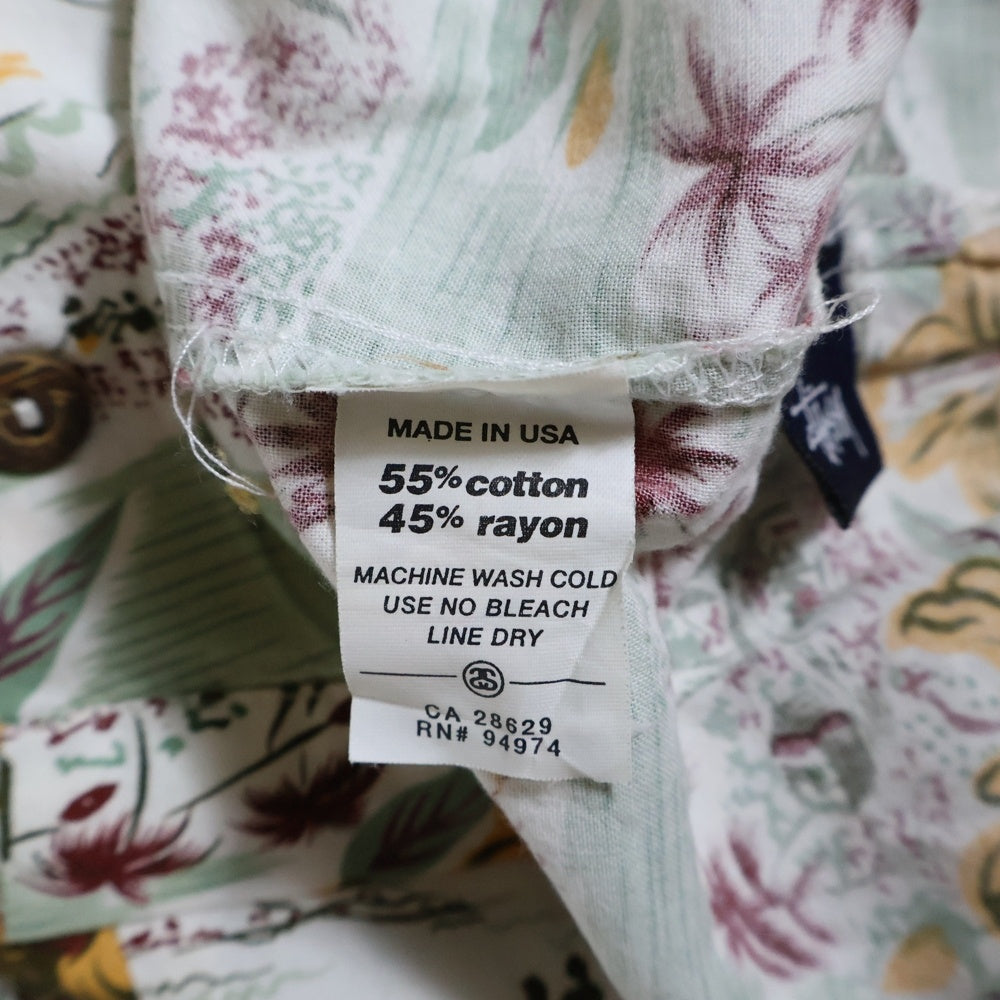 MADE IN USA
55% cotton
45% rayon
MACHINE WASH COLD
USE NO BLEACH
LINE DRY
CA 28629
RN# 94974